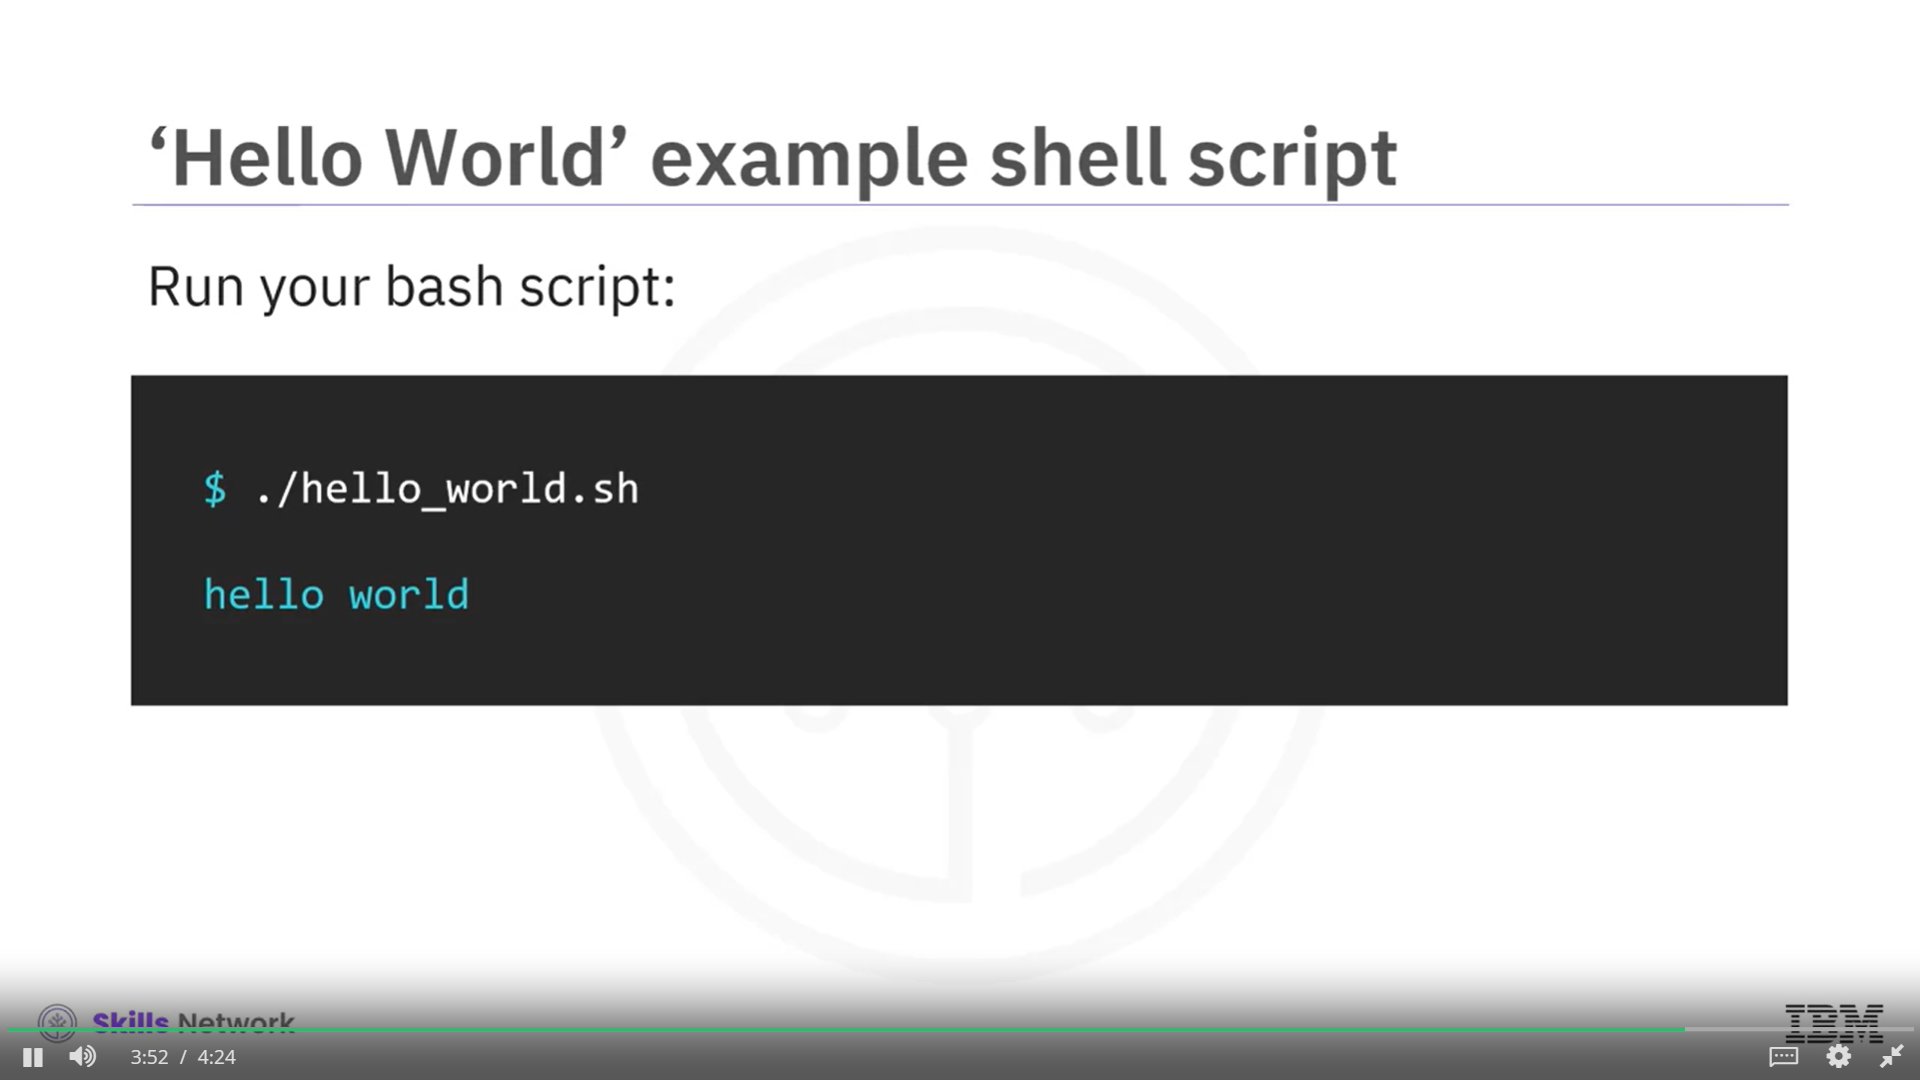 ‘Hello World’ example shell script
Run your bash script:
$ ./hello_world.sh
hello world
Skills Network
IBM
3:52 / 4:24